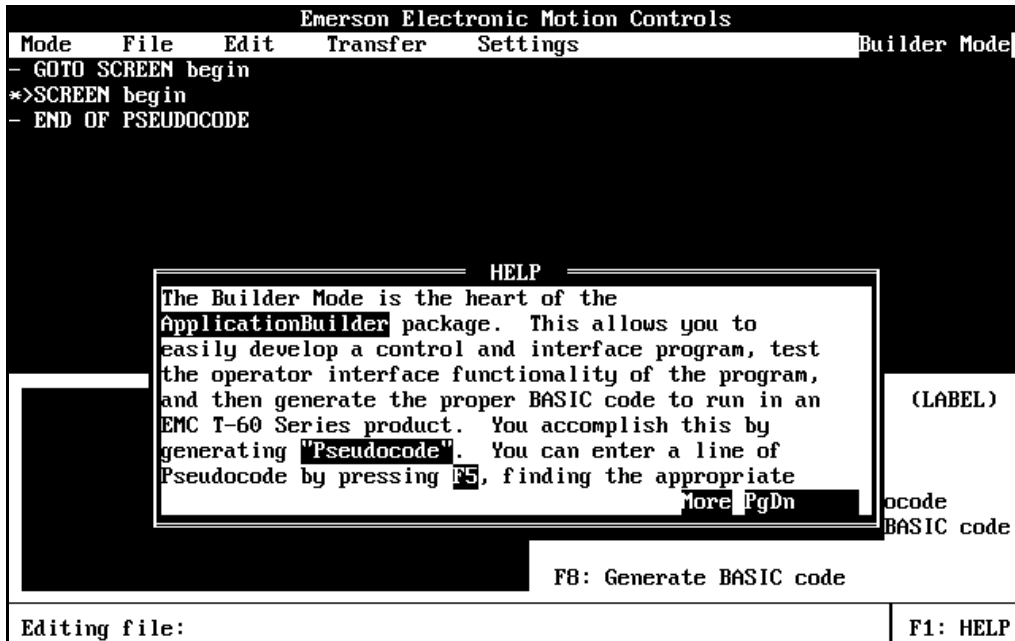 Emerson Electronic Motion Controls
Mode File Edit Transfer Settings Builder Mode
- GOTO SCREEN begin
*>SCREEN begin
- END OF PSEUDOCODE
HELP
The Builder Mode is the heart of the
ApplicationBuilder package. This allows you to
easily develop a control and interface program, test
the operator interface functionality of the program,
and then generate the proper BASIC code to run in an
EMC T-60 Series product. You accomplish this by
generating "Pseudocode". You can enter a line of
Pseudocode by pressing F5, finding the appropriate
More PgDn
(LABEL)
ocode
BASIC code
F8: Generate BASIC code
Editing file: F1: HELP